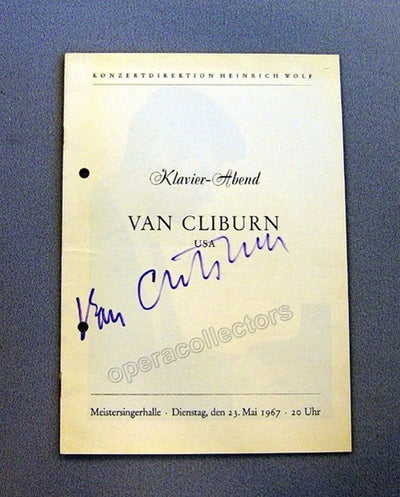 KONZERTDIREKTION HEINRICH WOLF
Klavier-Abend
VAN CLIBURN
USA
Van Cliburn
operacollectors
Meistersingerhalle · Dienstag, den 23. Mai 1967 · 20 Uhr